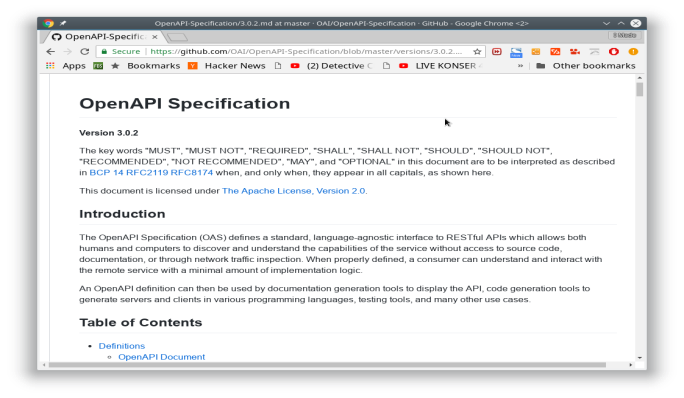 OpenAPI-Specification/3.0.2.md at master · OAI/OpenAPI-Specification · GitHub - Google Chrome <2>
OpenAPI-Specific
Secure | https://github.com/OAI/OpenAPI-Specification/blob/master/versions/3.0.2....
Apps Bookmarks Y Hacker News (2) Detective C LIVE KONSER » Other bookmarks
OpenAPI Specification
Version 3.0.2
The key words "MUST", "MUST NOT", "REQUIRED", "SHALL", "SHALL NOT", "SHOULD", "SHOULD NOT",
"RECOMMENDED", "NOT RECOMMENDED", "MAY", and "OPTIONAL" in this document are to be interpreted as described
in BCP 14 RFC2119 RFC8174 when, and only when, they appear in all capitals, as shown here.
This document is licensed under The Apache License, Version 2.0.
Introduction
The OpenAPI Specification (OAS) defines a standard, language-agnostic interface to RESTful APIs which allows both
humans and computers to discover and understand the capabilities of the service without access to source code,
documentation, or through network traffic inspection. When properly defined, a consumer can understand and interact with
the remote service with a minimal amount of implementation logic.
An OpenAPI definition can then be used by documentation generation tools to display the API, code generation tools to
generate servers and clients in various programming languages, testing tools, and many other use cases.
Table of Contents
• Definitions
◦ OpenAPI Document